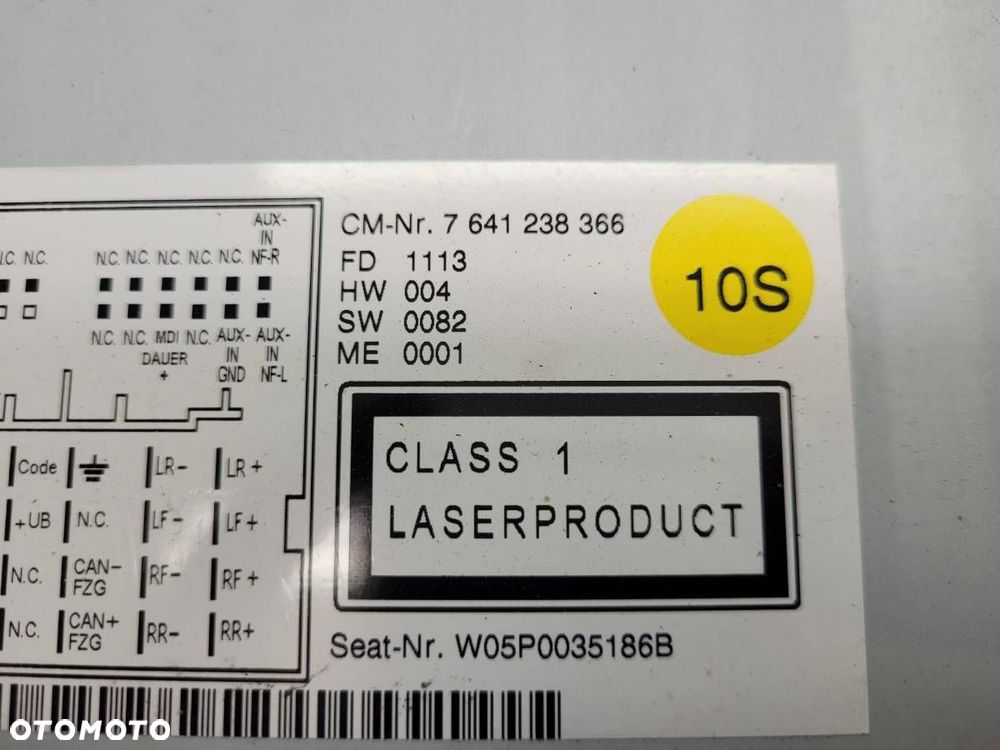 CM-Nr. 7 641 238 366
FD 1113
HW 004
SW 0082
ME 0001
10S
AUX-
IN
N.C. N.C. N.C. N.C. N.C. N.C. NF-R
N.C. N.C. MDI N.C. AUX- AUX-
DAUER IN IN
+ GND NF-L
Code LR- LR+
+UB N.C. LF- LF+
N.C. CAN- RF- RF+
FZG
N.C. CAN+ RR- RR+
FZG
CLASS 1
LASERPRODUCT
Seat-Nr. W05P0035186B
OTOMOTO